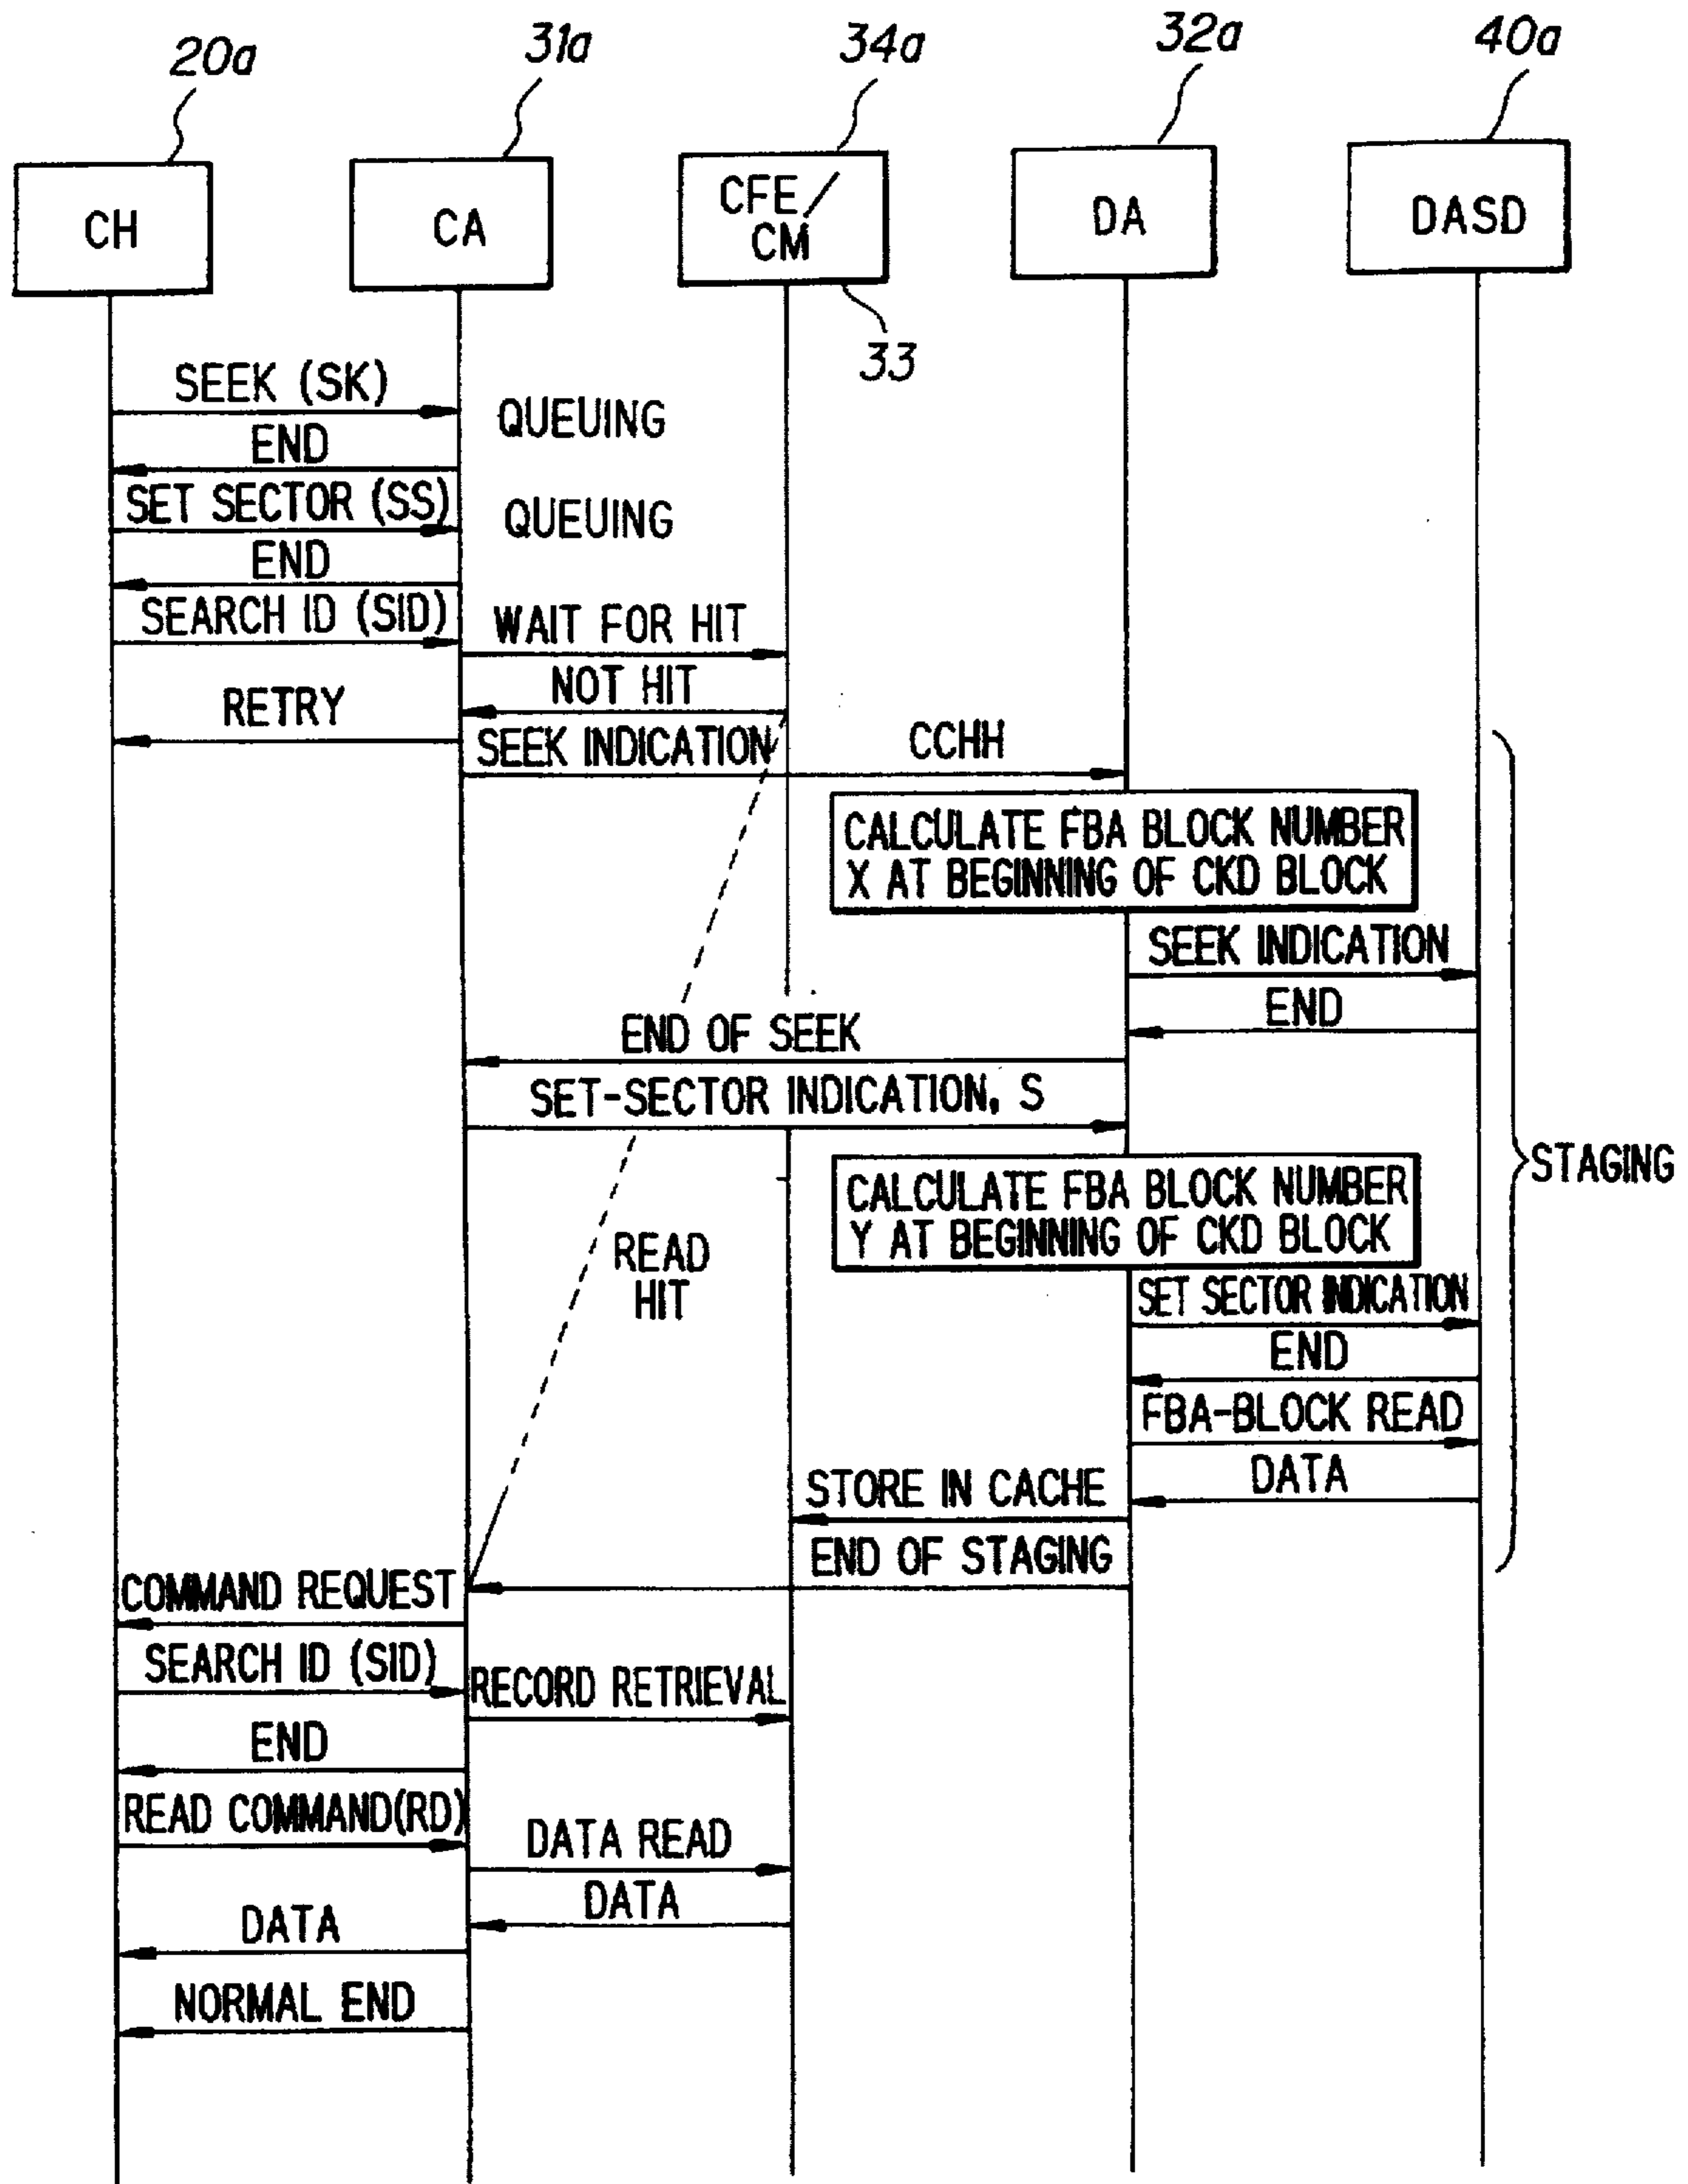 20a
31a
34a
32a
40a
CH
CA
CFE/
CM
DA
DASD
33
SEEK (SK)
QUEUING
END
SET SECTOR (SS)
QUEUING
END
SEARCH ID (SID)
WAIT FOR HIT
NOT HIT
RETRY
SEEK INDICATION
CCHH
CALCULATE FBA BLOCK NUMBER
X AT BEGINNING OF CKD BLOCK
SEEK INDICATION
END
END OF SEEK
SET-SECTOR INDICATION, S
STAGING
CALCULATE FBA BLOCK NUMBER
Y AT BEGINNING OF CKD BLOCK
READ
HIT
SET SECTOR INDICATION
END
FBA-BLOCK READ
DATA
STORE IN CACHE
END OF STAGING
COMMAND REQUEST
SEARCH ID (SID)
RECORD RETRIEVAL
END
READ COMMAND(RD)
DATA READ
DATA
DATA
NORMAL END